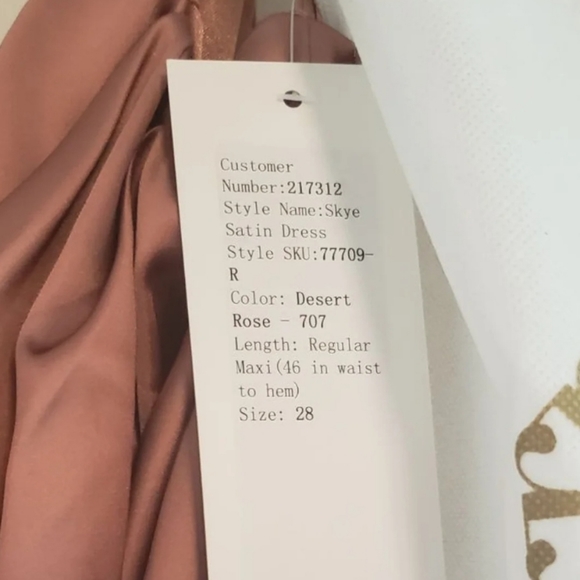 Customer
Number:217312
Style Name:Skye
Satin Dress
Style SKU:77709-
R
Color: Desert
Rose - 707
Length: Regular
Maxi(46 in waist
to hem)
Size: 28